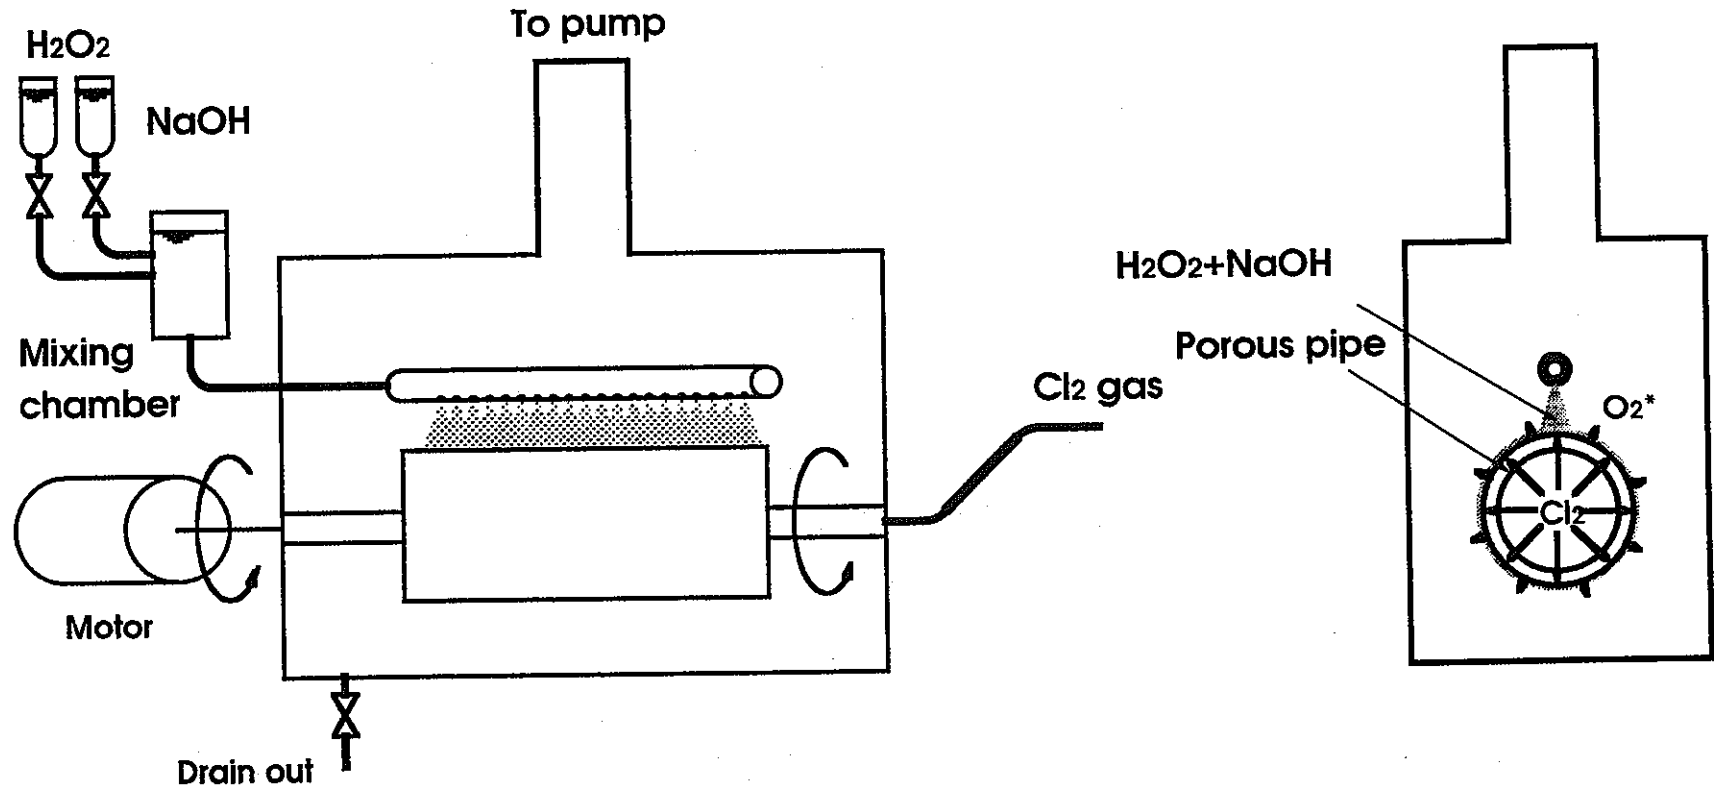 To pump
H2O2
NaOH
Mixing
chamber
Motor
Drain out
Cl2 gas
H2O2+NaOH
Porous pipe
O2*
Cl2